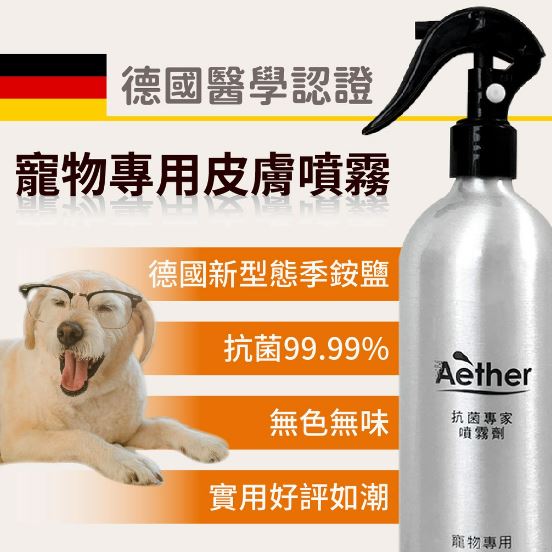 德國醫學認證
寵物專用皮膚噴霧
德國新型態季銨鹽
抗菌99.99%
無色無味
實用好評如潮
Aether
抗菌專家
噴霧劑
寵物專用